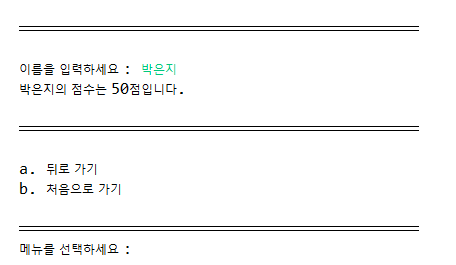 이름을 입력하세요 : 박은지
박은지의 점수는 50점입니다.
a. 뒤로 가기
b. 처음으로 가기
메뉴를 선택하세요 :